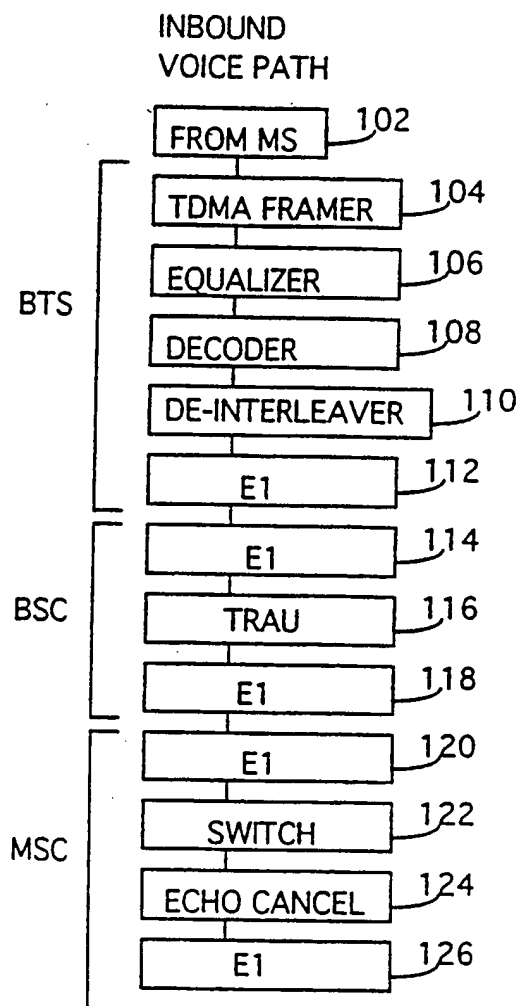 INBOUND
VOICE PATH
FROM MS 102
TDMA FRAMER 104
EQUALIZER 106
BTS
DECODER 108
DE-INTERLEAVER 110
E1 112
E1 114
BSC
TRAU 116
E1 118
E1 120
SWITCH 122
MSC
ECHO CANCEL 124
E1 126